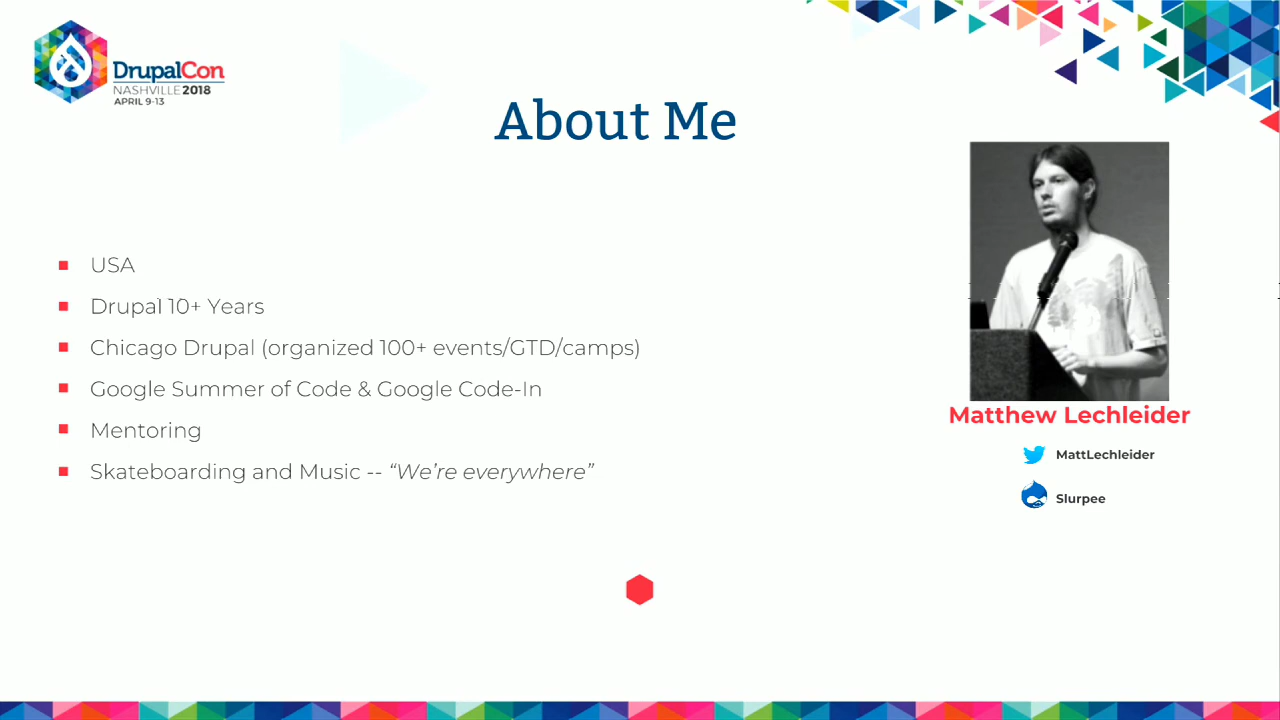 DrupalCon
NASHVILLE 2018
APRIL 9-13
About Me
USA
Drupal 10+ Years
Chicago Drupal (organized 100+ events/GTD/camps)
Google Summer of Code & Google Code-In
Mentoring
Skateboarding and Music -- “We’re everywhere”
Matthew Lechleider
MattLechleider
Slurpee